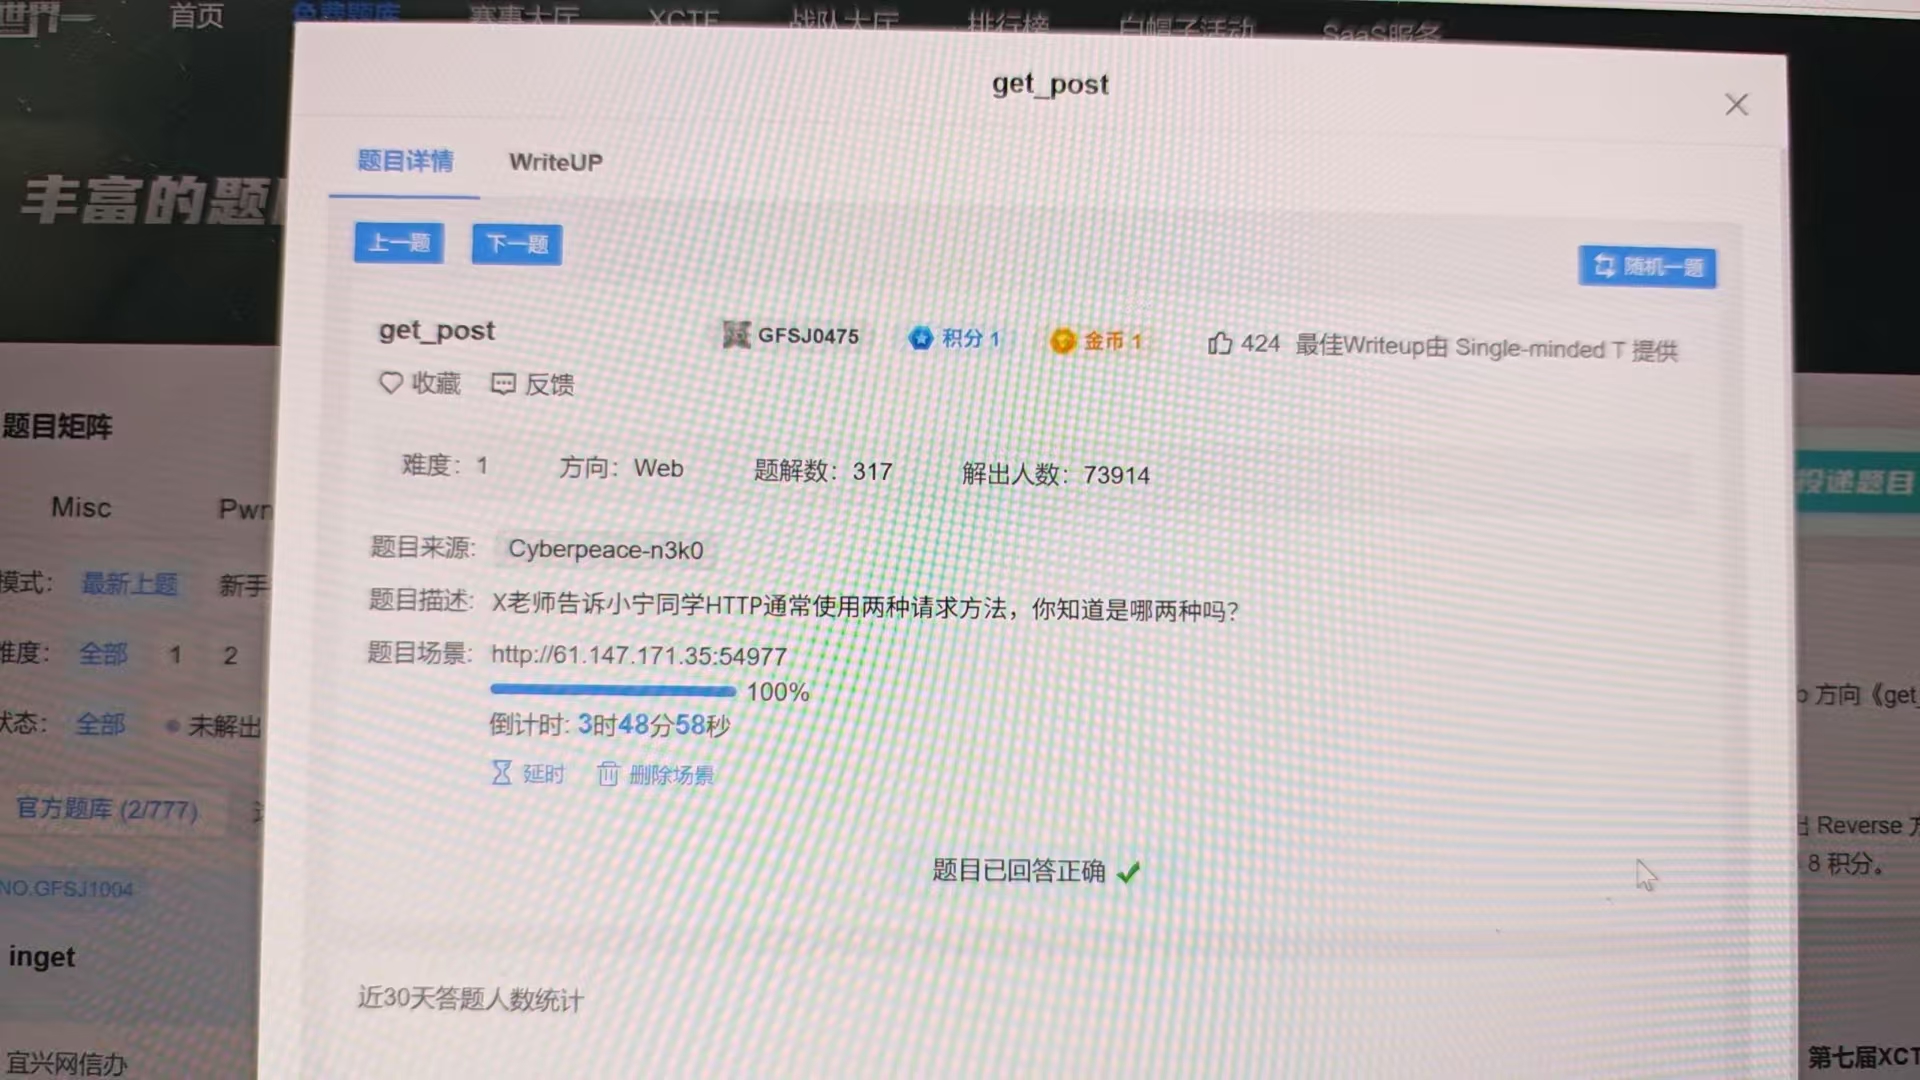 世界
首页
免费题库
赛事大厅
XCTF
战队大厅
排行榜
白帽子活动
SaaS服务
get_post
题目详情
WriteUP
丰富的题
上一题
下一题
随机一题
get_post
GFSJ0475
积分 1
金币 1
424
最佳Writeup由 Single-minded T 提供
收藏
反馈
题目矩阵
难度: 1
方向: Web
题解数: 317
解出人数: 73914
投递题目
Misc
Pwn
题目来源:
Cyberpeace-n3k0
模式:
最新上题
新手
题目描述: X老师告诉小宁同学HTTP通常使用两种请求方法，你知道是哪两种吗？
难度:
全部
1
2
题目场景: http://61.147.171.35:54977
100%
方向《get_
状态:
全部
未解出
倒计时: 3时48分58秒
延时
删除场景
官方题库 (2/777)
Reverse
8 积分。
题目已回答正确
NO.GFSJ1004
inget
近30天答题人数统计
宜兴网信办
第七届XCT